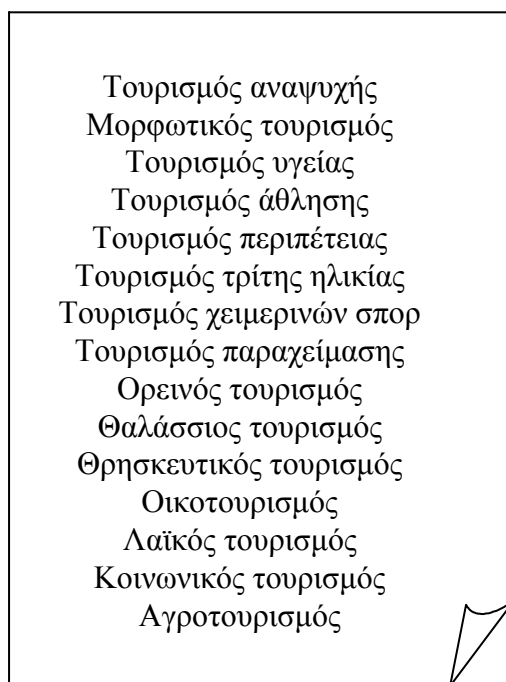 Τουρισμός αναψυχής
Μορφωτικός τουρισμός
Τουρισμός υγείας
Τουρισμός άθλησης
Τουρισμός περιπέτειας
Τουρισμός τρίτης ηλικίας
Τουρισμός χειμερινών σπορ
Τουρισμός παραχείμασης
Ορεινός τουρισμός
Θαλάσσιος τουρισμός
Θρησκευτικός τουρισμός
Οικοτουρισμός
Λαϊκός τουρισμός
Κοινωνικός τουρισμός
Αγροτουρισμός